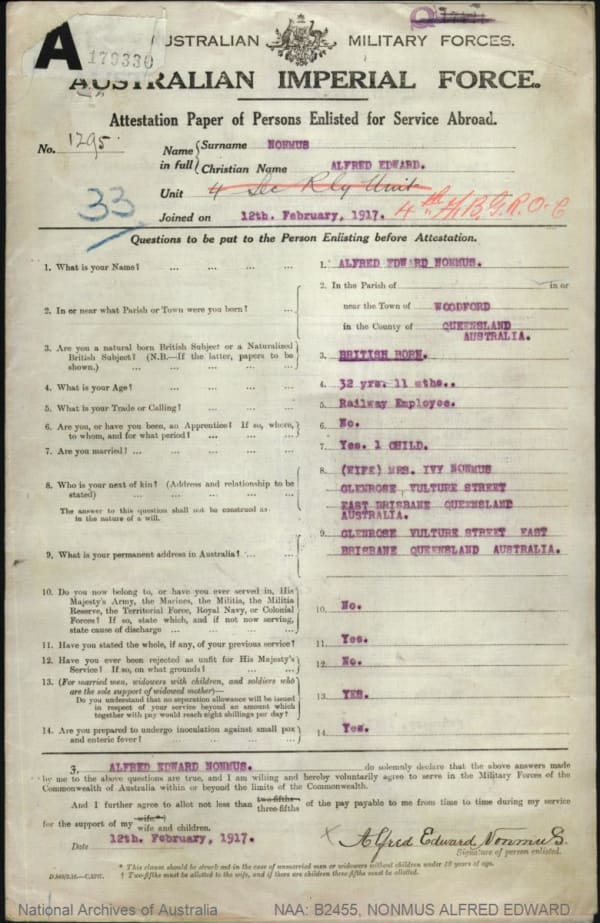 A
179330
AUSTRALIAN MILITARY FORCES.
AUSTRALIAN IMPERIAL FORCE.
Attestation Paper of Persons Enlisted for Service Abroad.
No. 1295. Name in full { Surname NONMUS
Christian Name ALFRED EDWARD.
Unit 4 Sec Rly Unit
33 Joined on 12th. February, 1917. 4th A.B.G.R.O.C
Questions to be put to the Person Enlisting before Attestation.
1. What is your Name? ... ... ... ... 1. ALFRED EDWARD NONMUS.
2. In or near what Parish or Town were you born? ... 2. In the Parish of in or
near the Town of WOODFORD
in the County of QUEENSLAND
AUSTRALIA.
3. Are you a natural born British Subject or a Naturalized
British Subject? (N.B.—If the latter, papers to be
shown.) ... ... ... ... 3. BRITISH BORN.
4. What is your Age? ... ... ... ... 4. 32 yrs. 11 mths..
5. What is your Trade or Calling? ... ... ... 5. Railway Employee.
6. Are you, or have you been, an Apprentice? If so, where,
to whom, and for what period? ... ... ... 6. No.
7. Are you married? ... ... ... ... 7. Yes. 1 CHILD.
8. Who is your next of kin? (Address and relationship to be
stated) ... ... ... ...
The answer to this question shall not be construed as
in the nature of a will.
8. (WIFE) MRS. IVY NONMUS
GLENROSE VULTURE STREET
EAST BRISBANE QUEENSLAND
AUSTRALIA.
9. What is your permanent address in Australia? ... ... 9. GLENROSE VULTURE STREET EAST
BRISBANE QUEENSLAND AUSTRALIA.
10. Do you now belong to, or have you ever served in, His
Majesty's Army, the Marines, the Militia, the Militia
Reserve, the Territorial Force, Royal Navy, or Colonial
Forces? If so, state which, and if not now serving,
state cause of discharge ... ... ... 10. No.
11. Have you stated the whole, if any, of your previous service? 11. Yes.
12. Have you ever been rejected as unfit for His Majesty's
Service? If so, on what grounds? ... ... 12. No.
13. (For married men, widowers with children, and soldiers who
are the sole support of widowed mother)—
Do you understand that no separation allowance will be issued
in respect of your service beyond an amount which
together with pay would reach eight shillings per day? 13. YES.
14. Are you prepared to undergo inoculation against small pox
and enteric fever? ... ... ... ... 14. Yes.
I, ALFRED EDWARD NONMUS. do solemnly declare that the above answers made
by me to the above questions are true, and I am willing and hereby voluntarily agree to serve in the Military Forces of the
Commonwealth of Australia within or beyond the limits of the Commonwealth.
And I further agree to allot not less than two-fifths three-fifths of the pay payable to me from time to time during my service
for the support of my wife* wife and children.
Date 12th. February, 1917. Alfred Edward Nonmus.
Signature of person enlisted.
* This clause should be struck out in the case of unmarried men or widowers without children under 18 years of age.
† Two-fifths must be allotted to the wife, and if there are children three-fifths must be allotted.
National Archives of Australia NAA: B2455, NONMUS ALFRED EDWARD